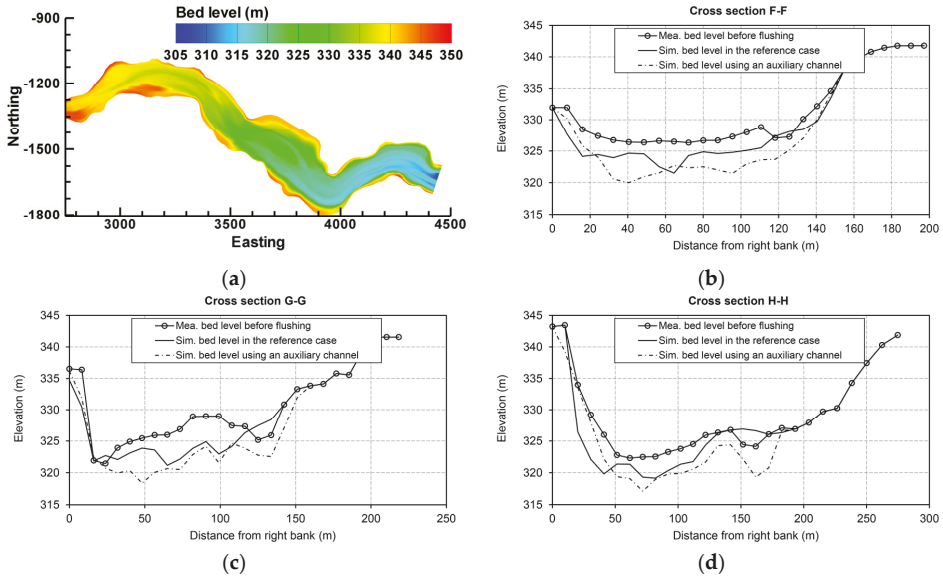 Bed level (m)
305 310 315 320 325 330 335 340 345 350
-900
-1200
-1500
-1800
Northing
3000 3500 4000 4500
Easting
(a)
Cross section F-F
Mea. bed level before flushing
Sim. bed level in the reference case
Sim. bed level using an auxiliary channel
345
340
335
330
325
320
315
Elevation (m)
0 20 40 60 80 100 120 140 160 180 200
Distance from right bank (m)
(b)
Cross section G-G
Mea. bed level before flushing
Sim. bed level in the reference case
Sim. bed level using an auxiliary channel
345
340
335
330
325
320
315
Elevation (m)
0 50 100 150 200 250
Distance from right bank (m)
(c)
Cross section H-H
Mea. bed level before flushing
Sim. bed level in the reference case
Sim. bed level using an auxiliary channel
345
340
335
330
325
320
315
Elevation (m)
0 50 100 150 200 250 300
Distance from right bank (m)
(d)